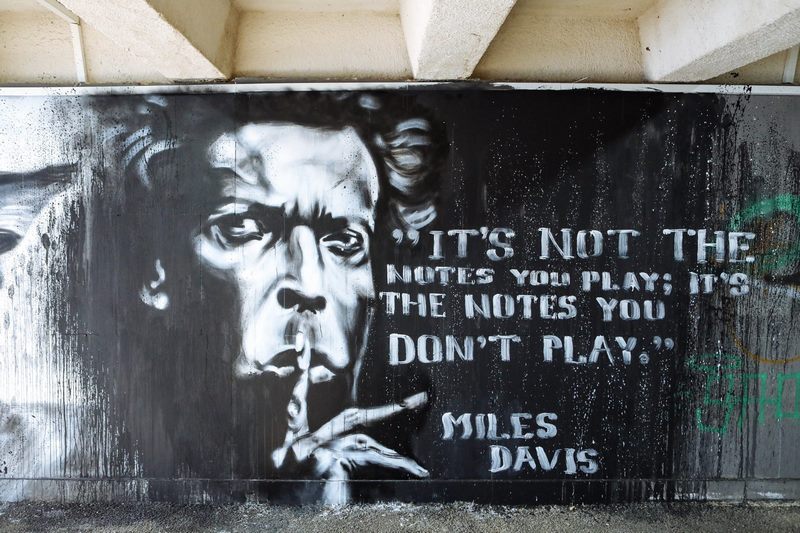 ”IT'S NOT THE
NOTES YOU PLAY; IT'S
THE NOTES YOU
DON'T PLAY.”
MILES
DAVIS